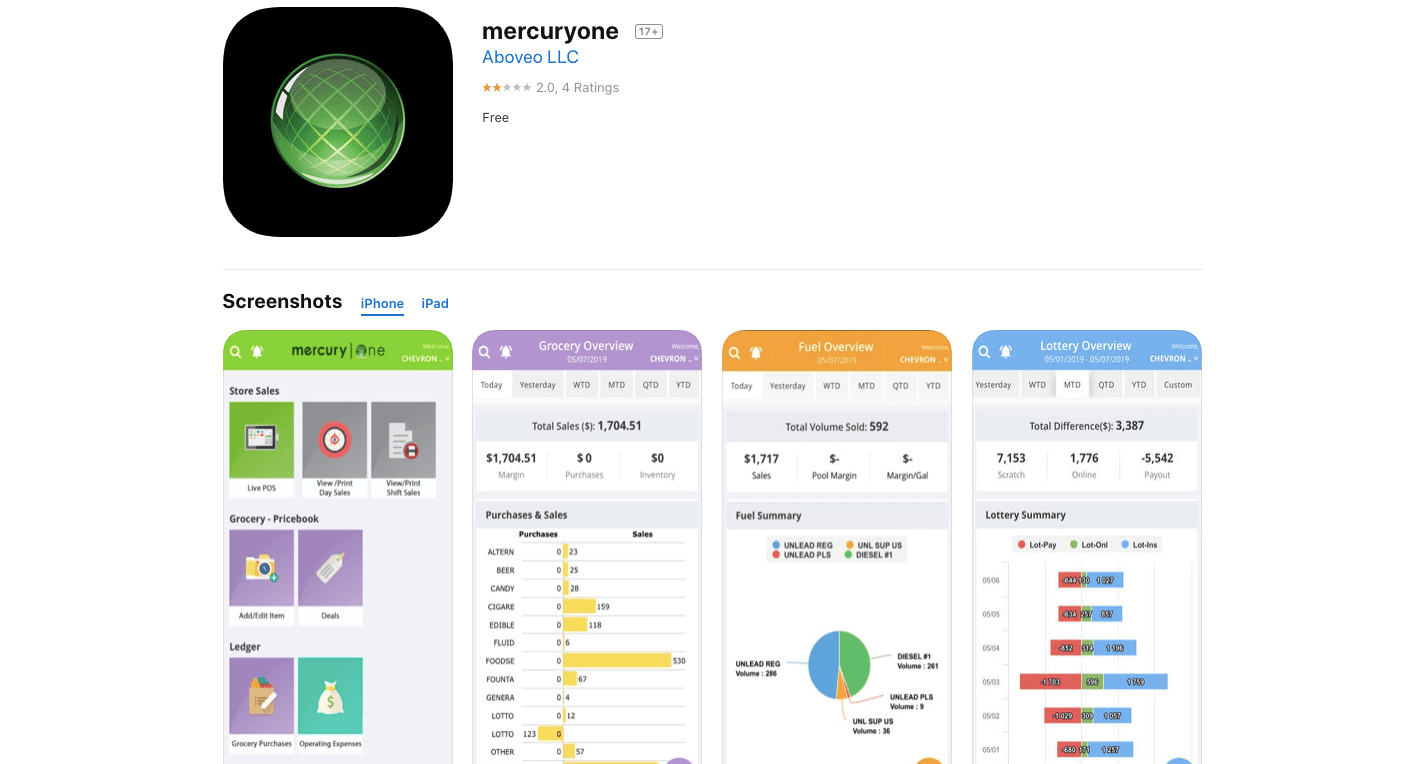 mercuryone 17+
Aboveo LLC
2.0, 4 Ratings
Free
Screenshots iPhone iPad
Welcome,
mercury|one
CHEVRON ..
Store Sales
Live POS
View /Print
Day Sales
View/Print
Shift Sales
Grocery - Pricebook
Add/Edit Item
Deals
Ledger
Grocery Purchases
Operating Expenses
Grocery Overview
Welcome,
05/07/2019
CHEVRON ..
Today Yesterday WTD MTD QTD YTD
Total Sales ($): 1,704.51
$1,704.51 $ 0 $0
Margin Purchases Inventory
Purchases & Sales
Purchases Sales
ALTERN 0 23
BEER 0 25
CANDY 0 28
CIGARE 0 159
EDIBLE 0 118
FLUID 0 6
FOODSE 0 530
FOUNTA 0 67
GENERA 0 4
LOTTO 0 12
LOTTO 123 0
OTHER 0 57
Fuel Overview
Welcome,
05/07/2019
CHEVRON ..
Today Yesterday WTD MTD QTD YTD
Total Volume Sold: 592
$1,717 $- $-
Sales Pool Margin Margin/Gal
Fuel Summary
UNLEAD REG UNL SUP US
UNLEAD PLS DIESEL #1
UNLEAD REG
Volume : 286
DIESEL #1
Volume : 261
UNLEAD PLS
Volume : 9
UNL SUP US
Volume : 36
Lottery Overview
Welcome,
05/01/2019 - 05/07/2019
CHEVRON ..
Yesterday WTD MTD QTD YTD Custom
Total Difference($): 3,387
7,153 1,776 -5,542
Scratch Online Payout
Lottery Summary
Lot-Pay Lot-Onl Lot-Ins
05/06 -644 130 1 027
05/05 -634 257 857
05/04 -852 314 1 196
05/03 -1 703 596 1 759
05/02 -1 029 309 1 057
05/01 -680 171 1 257